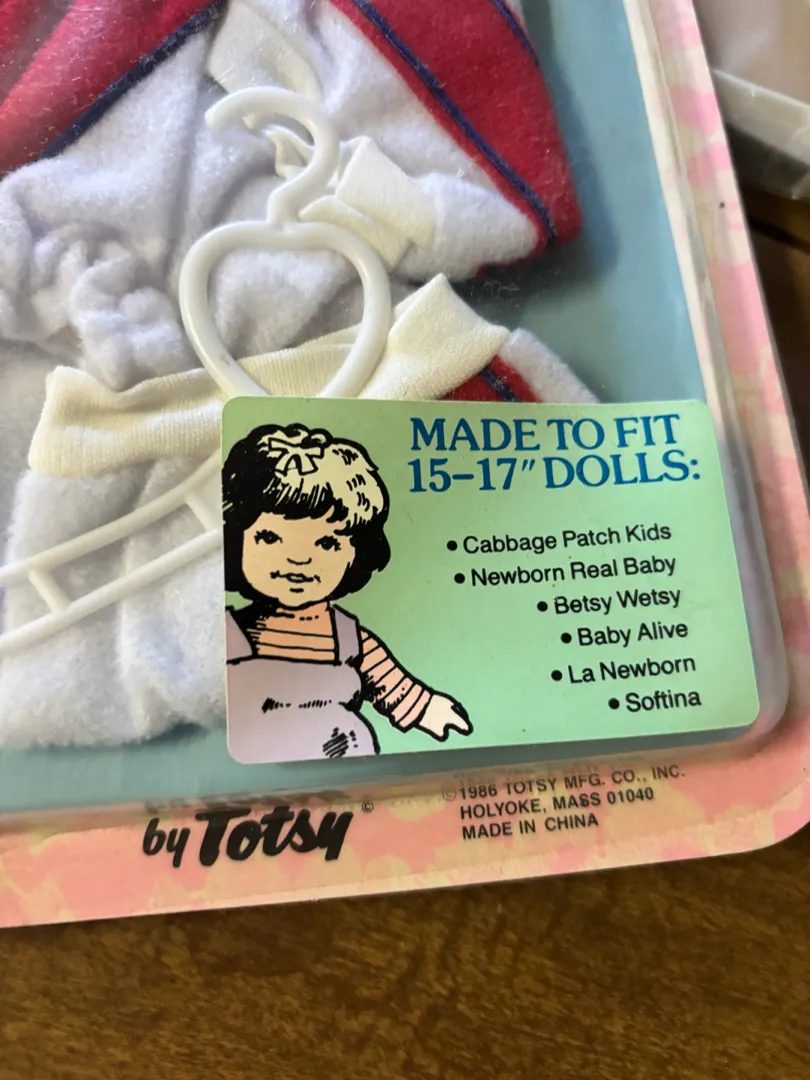 MADE TO FIT
15–17" DOLLS:
• Cabbage Patch Kids
• Newborn Real Baby
• Betsy Wetsy
• Baby Alive
• La Newborn
• Softina
by Totsy ©
© 1986 TOTSY MFG. CO., INC.
HOLYOKE, MASS 01040
MADE IN CHINA